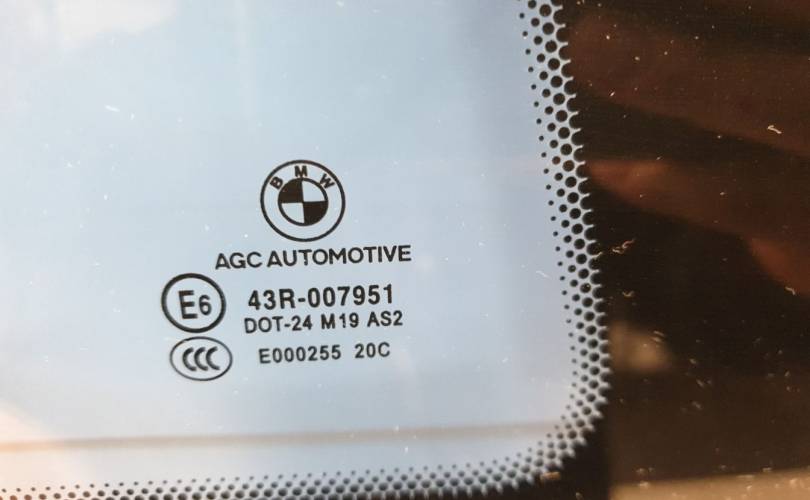 BMW
AGC AUTOMOTIVE
E6 43R-007951
DOT-24 M19 AS2
CCC E000255 20C